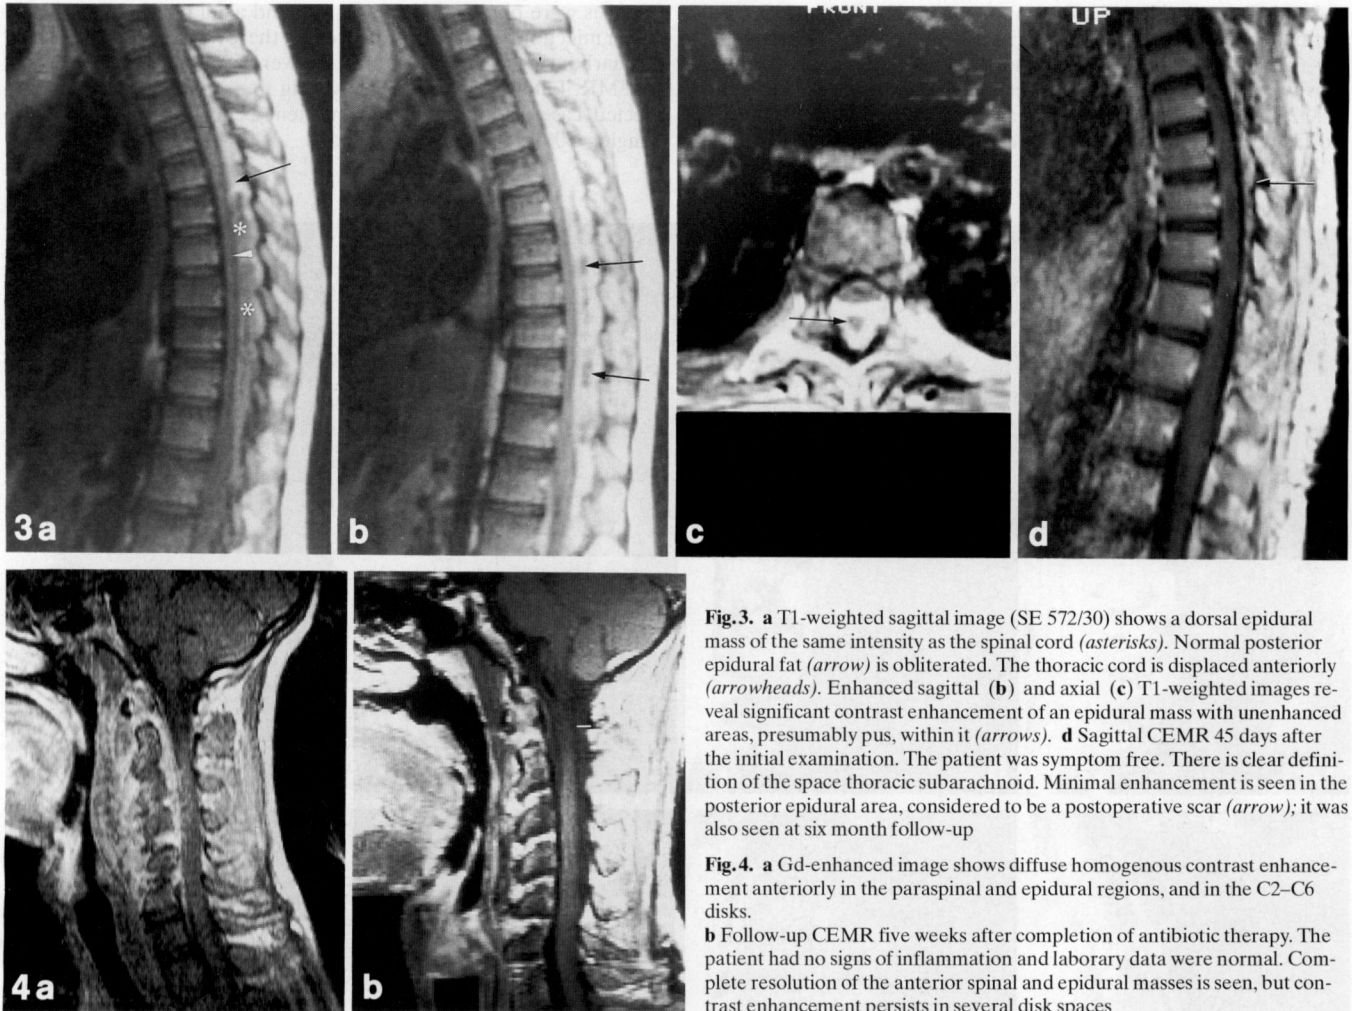 FRONT
UP
*
*
3a
b
c
d
4a
b
Fig. 3. a T1-weighted sagittal image (SE 572/30) shows a dorsal epidural
mass of the same intensity as the spinal cord (asterisks). Normal posterior
epidural fat (arrow) is obliterated. The thoracic cord is displaced anteriorly
(arrowheads). Enhanced sagittal (b) and axial (c) T1-weighted images re-
veal significant contrast enhancement of an epidural mass with unenhanced
areas, presumably pus, within it (arrows). d Sagittal CEMR 45 days after
the initial examination. The patient was symptom free. There is clear defini-
tion of the space thoracic subarachnoid. Minimal enhancement is seen in the
posterior epidural area, considered to be a postoperative scar (arrow); it was
also seen at six month follow-up
Fig. 4. a Gd-enhanced image shows diffuse homogenous contrast enhance-
ment anteriorly in the paraspinal and epidural regions, and in the C2–C6
disks.
b Follow-up CEMR five weeks after completion of antibiotic therapy. The
patient had no signs of inflammation and laborary data were normal. Com-
plete resolution of the anterior spinal and epidural masses is seen, but con-
trast enhancement persists in several disk spaces